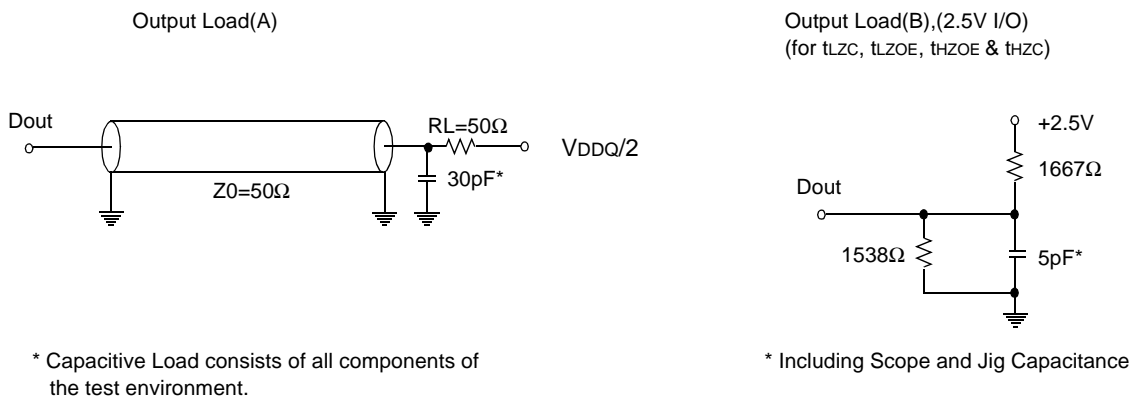 Output Load(A)
Dout
Z0=50Ω
RL=50Ω
30pF*
VDDQ/2
* Capacitive Load consists of all components of
the test environment.
Output Load(B),(2.5V I/O)
(for tLZC, tLZOE, tHZOE & tHZC)
+2.5V
1667Ω
Dout
1538Ω
5pF*
* Including Scope and Jig Capacitance